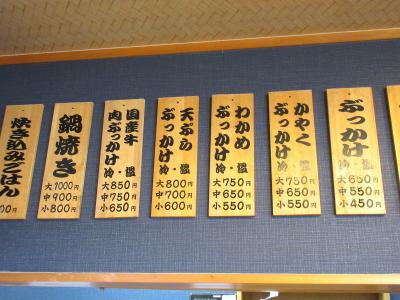 ぶっかけ
冷・温
大650円
中550円
小450円
かやく
ぶっかけ
冷・温
大750円
中650円
小550円
わかめ
ぶっかけ
冷・温
大750円
中650円
小550円
天ぷら
ぶっかけ
冷・温
大800円
中700円
小600円
国産牛
肉ぶっかけ
冷・温
大850円
中750円
小650円
鍋焼き
大1000円
中900円
小800円
焼き込みごはん
00円